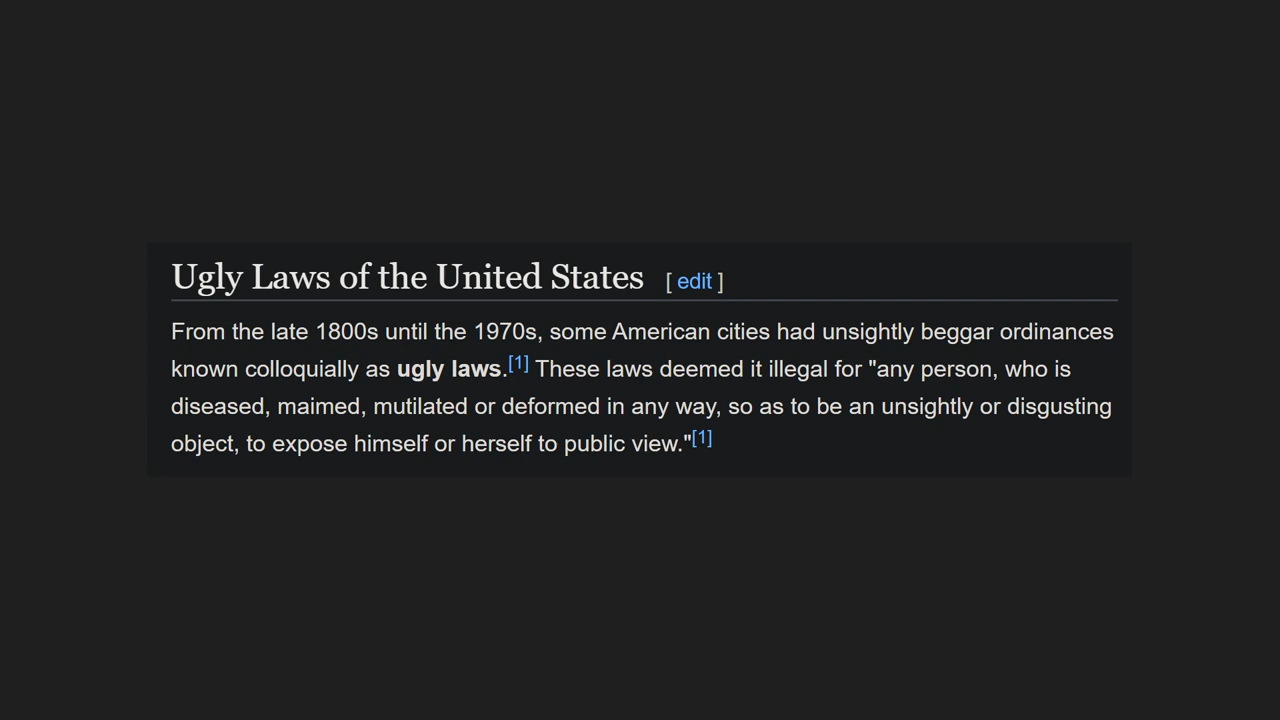 Ugly Laws of the United States [ edit ]
From the late 1800s until the 1970s, some American cities had unsightly beggar ordinances
known colloquially as ugly laws.[1] These laws deemed it illegal for "any person, who is
diseased, maimed, mutilated or deformed in any way, so as to be an unsightly or disgusting
object, to expose himself or herself to public view."[1]